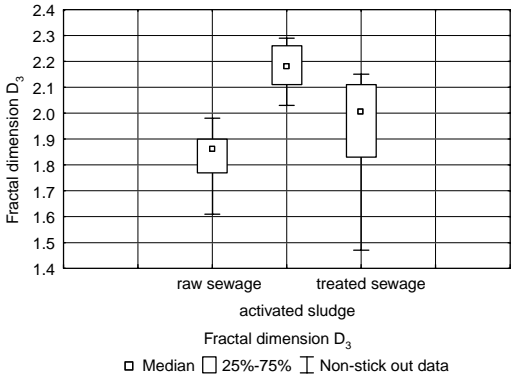 2.4
2.3
2.2
2.1
2.0
1.9
1.8
1.7
1.6
1.5
1.4
Fractal dimension D3
raw sewage treated sewage
activated sludge
Fractal dimension D3
Median 25%-75% Non-stick out data